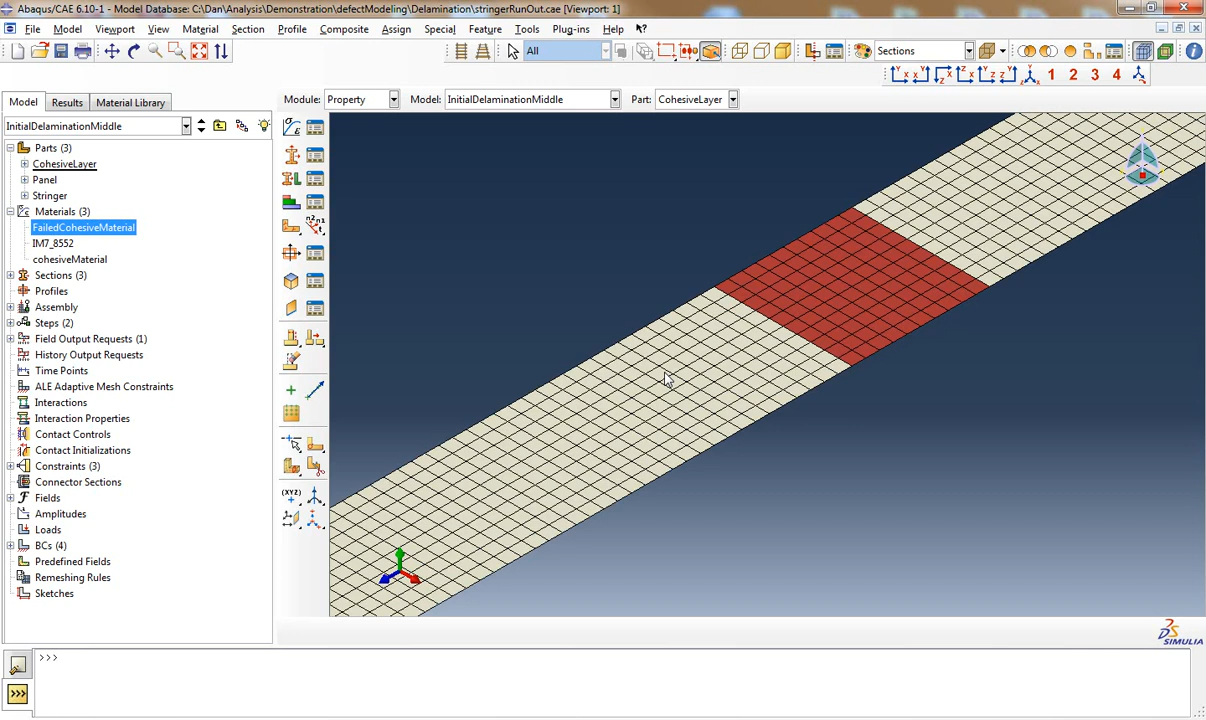 Abaqus/CAE 6.10-1 - Model Database: C:\Dan\Analysis\Demonstration\defectModeling\Delamination\stringerRunOut.cae [Viewport: 1]
File Model Viewport View Material Section Profile Composite Assign Special Feature Tools Plug-ins Help
All Sections
1 2 3 4
Model Results Material Library Module: Property Model: InitialDelaminationMiddle Part: CohesiveLayer
InitialDelaminationMiddle
Parts (3)
CohesiveLayer
Panel
Stringer
Materials (3)
FailedCohesiveMaterial
IM7_8552
cohesiveMaterial
Sections (3)
Profiles
Assembly
Steps (2)
Field Output Requests (1)
History Output Requests
Time Points
ALE Adaptive Mesh Constraints
Interactions
Interaction Properties
Contact Controls
Contact Initializations
Constraints (3)
Connector Sections
Fields
Amplitudes
Loads
BCs (4)
Predefined Fields
Remeshing Rules
Sketches
SIMULIA
>>>
>>>